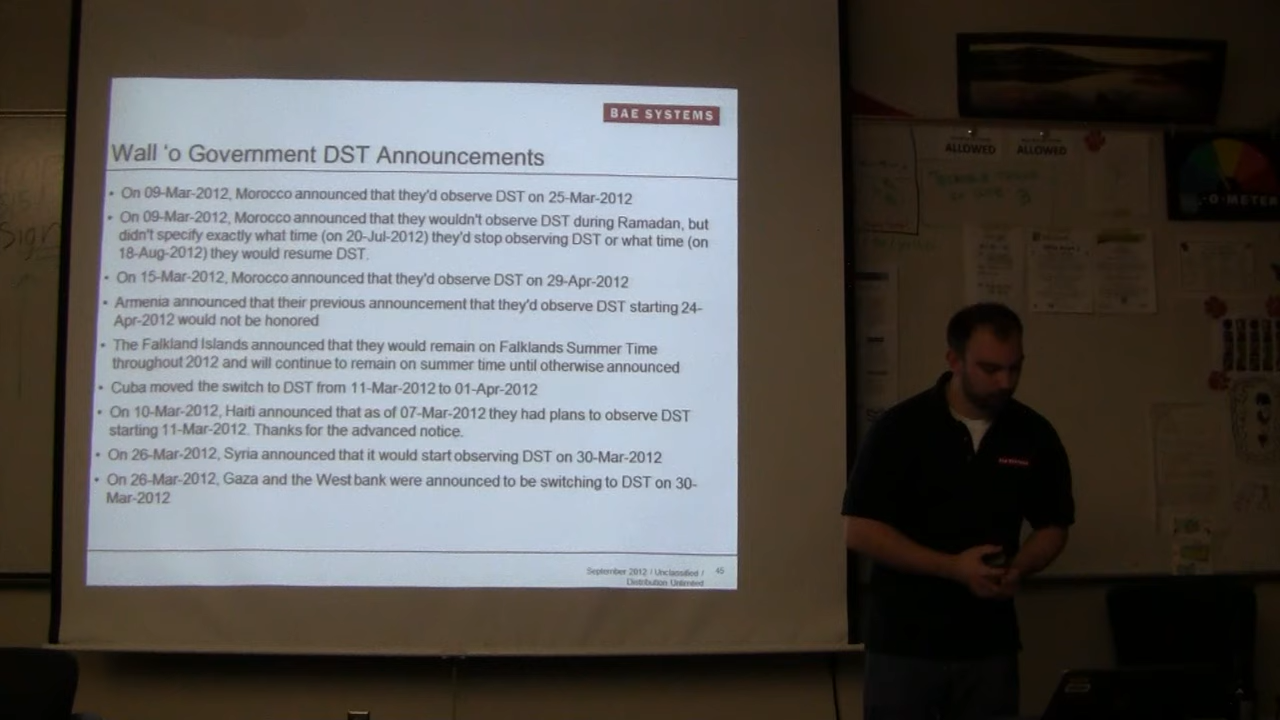 BAE SYSTEMS
Wall 'o Government DST Announcements
• On 09-Mar-2012, Morocco announced that they'd observe DST on 25-Mar-2012
• On 09-Mar-2012, Morocco announced that they wouldn't observe DST during Ramadan, but
didn't specify exactly what time (on 20-Jul-2012) they'd stop observing DST or what time (on
18-Aug-2012) they would resume DST.
• On 15-Mar-2012, Morocco announced that they'd observe DST on 29-Apr-2012
• Armenia announced that their previous announcement that they'd observe DST starting 24-
Apr-2012 would not be honored
• The Falkland Islands announced that they would remain on Falklands Summer Time
throughout 2012 and will continue to remain on summer time until otherwise announced
• Cuba moved the switch to DST from 11-Mar-2012 to 01-Apr-2012
• On 10-Mar-2012, Haiti announced that as of 07-Mar-2012 they had plans to observe DST
starting 11-Mar-2012. Thanks for the advanced notice.
• On 26-Mar-2012, Syria announced that it would start observing DST on 30-Mar-2012
• On 26-Mar-2012, Gaza and the West bank were announced to be switching to DST on 30-
Mar-2012
September 2012 / Unclassified / 45
Distribution Unlimited
ALLOWED
ALLOWED
-O-METER
Sign